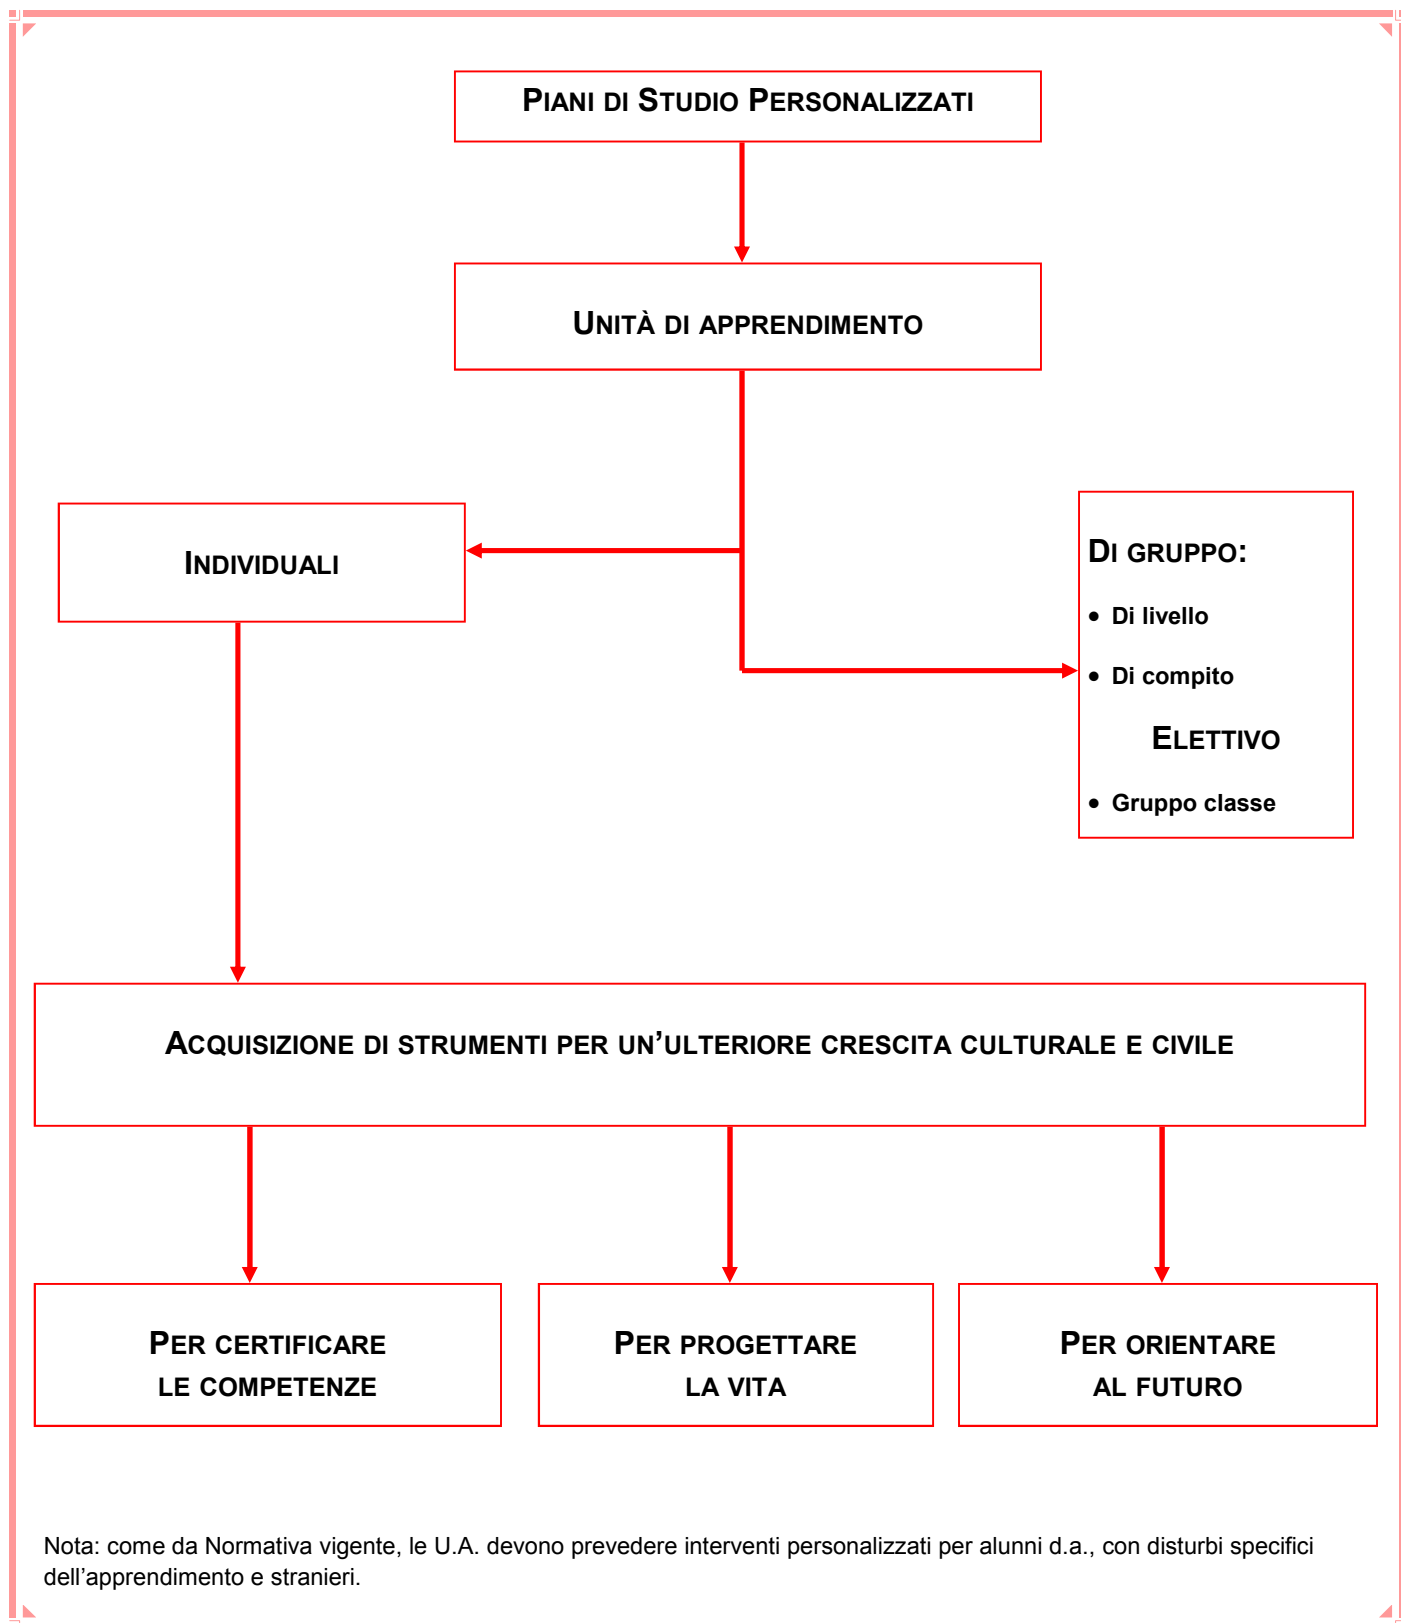 PIANI DI STUDIO PERSONALIZZATI
UNITÀ DI APPRENDIMENTO
INDIVIDUALI
DI GRUPPO:
• Di livello
• Di compito
ELETTIVO
• Gruppo classe
ACQUISIZIONE DI STRUMENTI PER UN’ULTERIORE CRESCITA CULTURALE E CIVILE
PER CERTIFICARE
LE COMPETENZE
PER PROGETTARE
LA VITA
PER ORIENTARE
AL FUTURO
Nota: come da Normativa vigente, le U.A. devono prevedere interventi personalizzati per alunni d.a., con disturbi specifici
dell’apprendimento e stranieri.